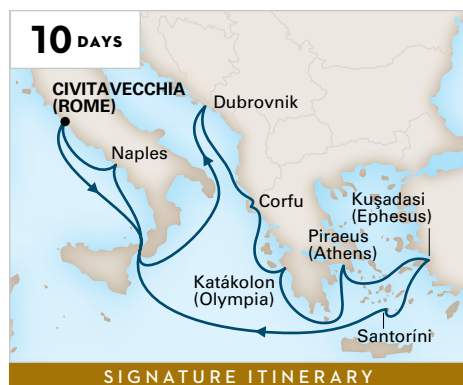 10 DAYS
CIVITAVECCHIA
(ROME)
Dubrovnik
Naples
Corfu
Kuşadasi
(Ephesus)
Piraeus
(Athens)
Katákolon
(Olympia)
Santoríni
SIGNATURE ITINERARY